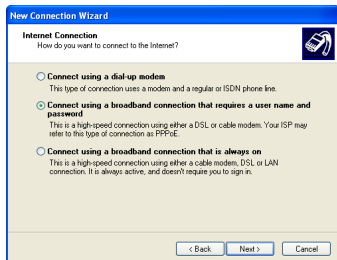 New Connection Wizard
Internet Connection
How do you want to connect to the Internet?
Connect using a dial-up modem
This type of connection uses a modem and a regular or ISDN phone line.
Connect using a broadband connection that requires a user name and
password
This is a high-speed connection using either a DSL or cable modem. Your ISP may
refer to this type of connection as PPPoE.
Connect using a broadband connection that is always on
This is a high-speed connection using either a cable modem, DSL or LAN
connection. It is always active, and doesn't require you to sign in.
< Back
Next >
Cancel